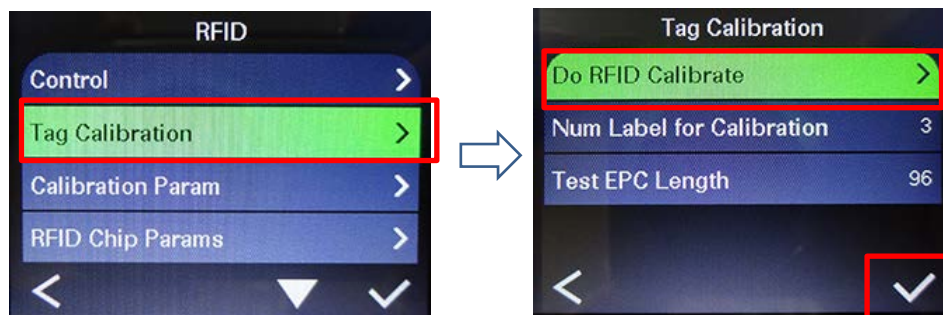 RFID
Control
Tag Calibration
Calibration Param
RFID Chip Params
Tag Calibration
Do RFID Calibrate
Num Label for Calibration 3
Test EPC Length 96